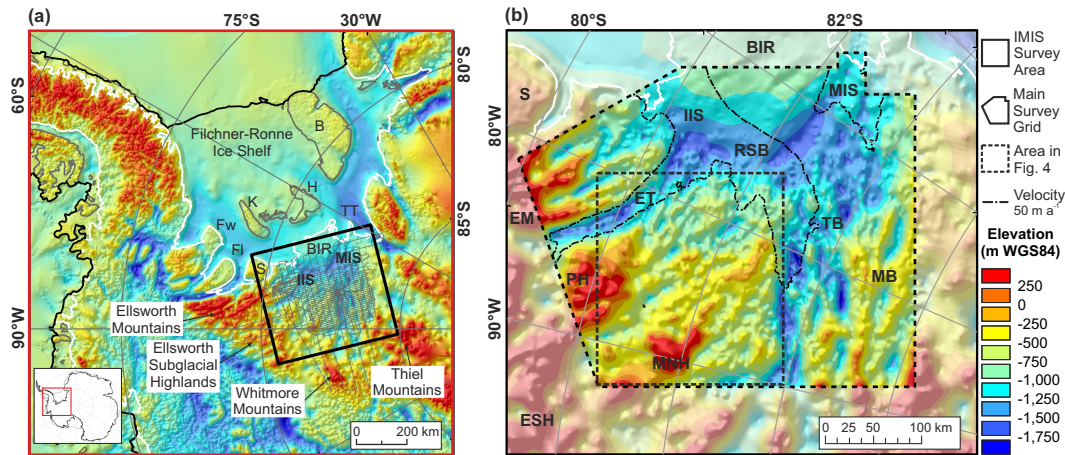 (a)
75°S
30°W
80°S
60°S
Filchner-Ronne
Ice Shelf
B
H
K
TT
Fw
Fl
S
BIR
MIS
IIS
85°S
Ellsworth
Mountains
90°W
Ellsworth
Subglacial
Highlands
Whitmore
Mountains
Thiel
Mountains
0 200 km
(b)
80°S
82°S
BIR
S
MIS
IIS
80°W
RSB
ET
EM
TB
PH
MB
90°W
MNH
ESH
0 25 50 100 km
IMIS
Survey
Area
Main
Survey
Grid
Area in
Fig. 4
Velocity
50 m a⁻¹
Elevation
(m WGS84)
250
0
-250
-500
-750
-1,000
-1,250
-1,500
-1,750